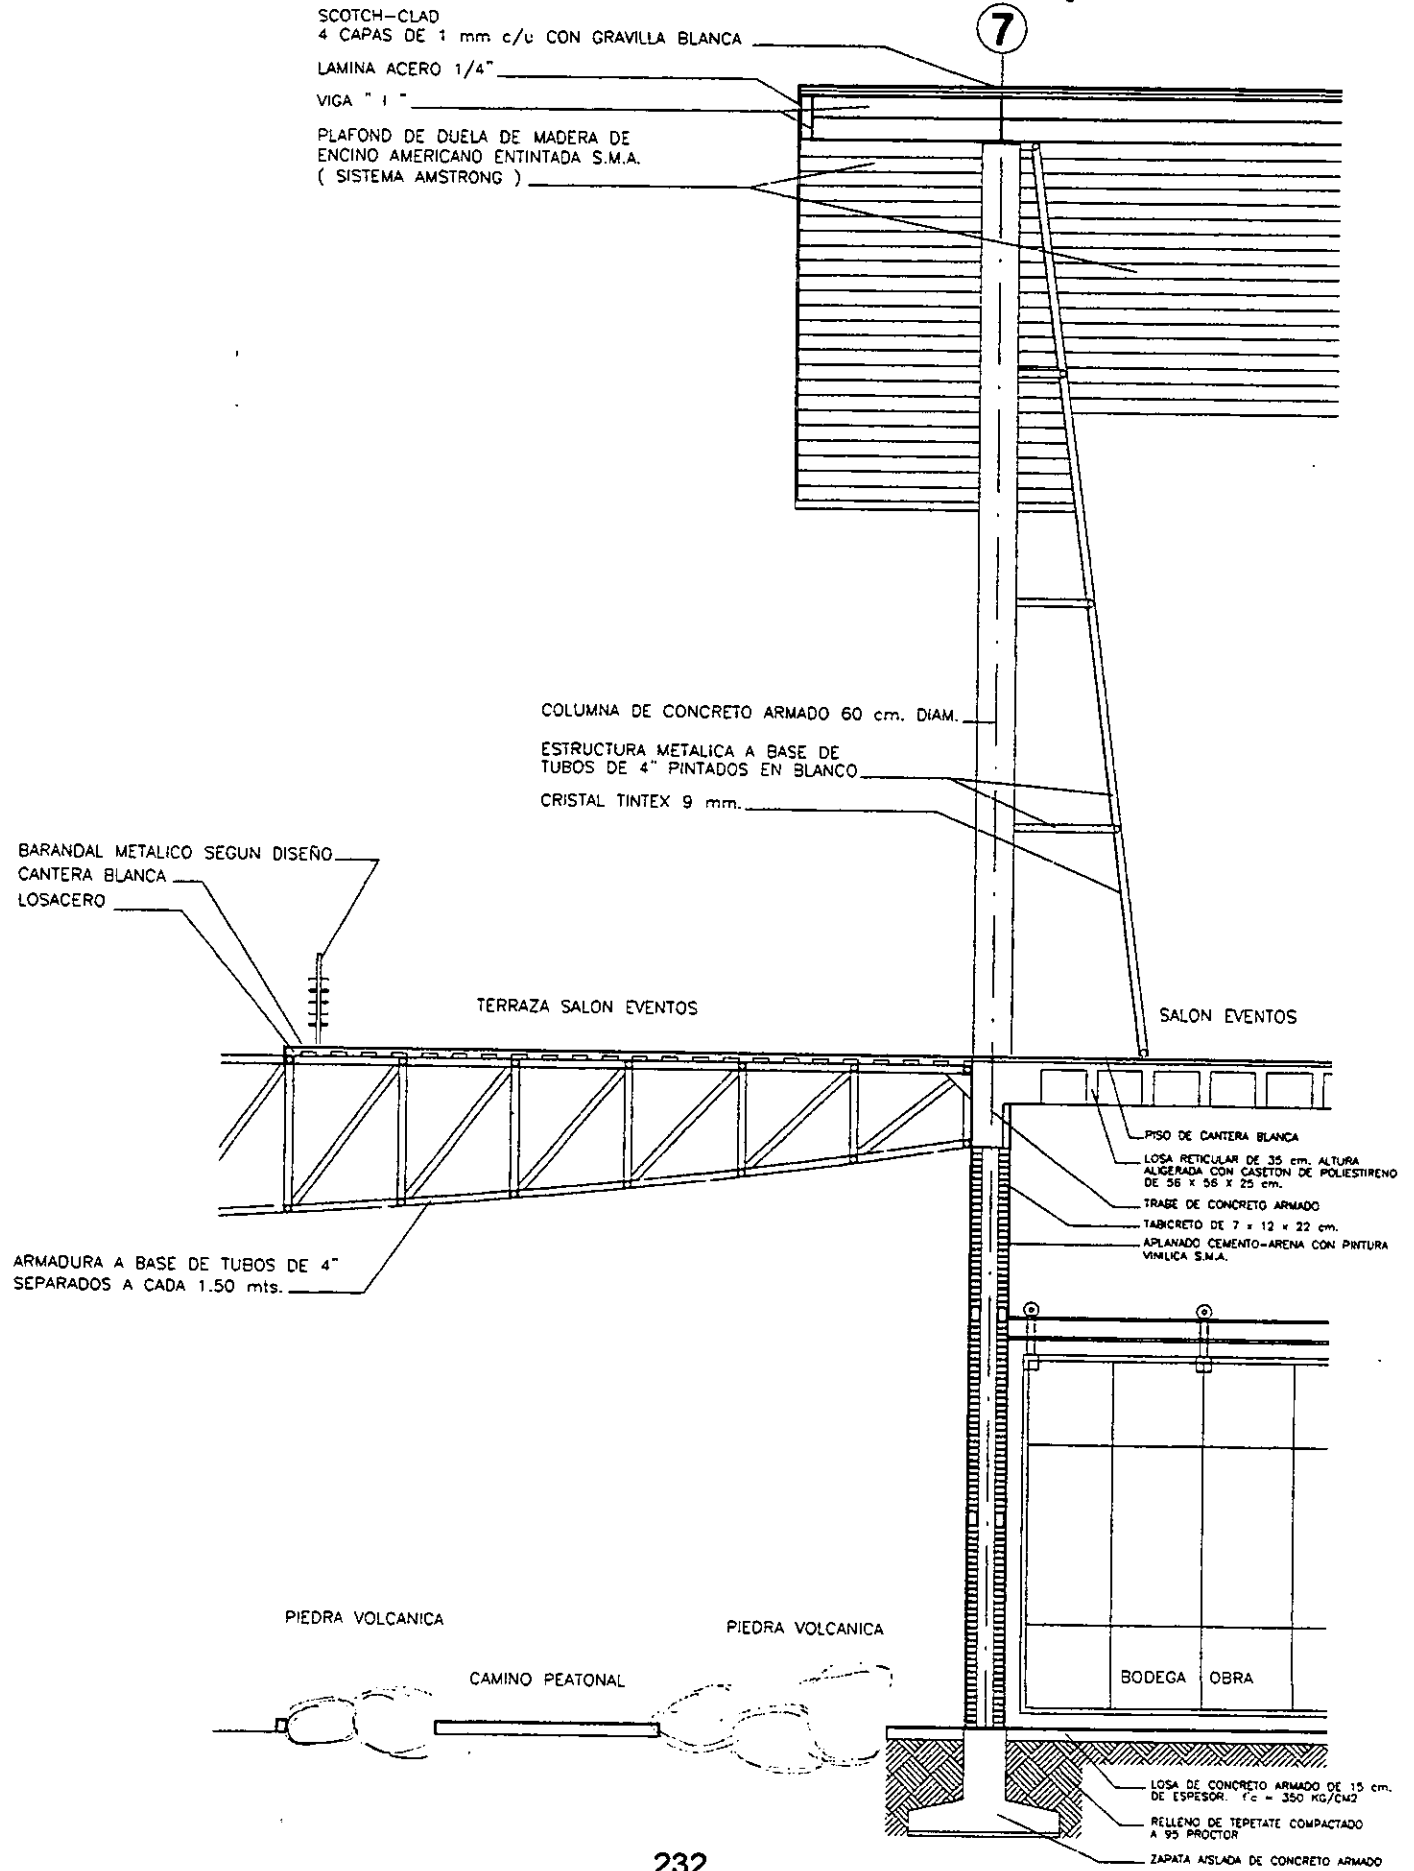 SCOTCH-CLAD
4 CAPAS DE 1 mm c/u CON GRAVILLA BLANCA
7
LAMINA ACERO 1/4"
VIGA " I "
PLAFOND DE DUELA DE MADERA DE
ENCINO AMERICANO ENTINTADA S.M.A.
( SISTEMA AMSTRONG )
COLUMNA DE CONCRETO ARMADO 60 cm. DIAM.
ESTRUCTURA METALICA A BASE DE
TUBOS DE 4" PINTADOS EN BLANCO
CRISTAL TINTEX 9 mm.
BARANDAL METALICO SEGUN DISEÑO
CANTERA BLANCA
LOSACERO
TERRAZA SALON EVENTOS
SALON EVENTOS
PISO DE CANTERA BLANCA
LOSA RETICULAR DE 35 cm. ALTURA
ALIGERADA CON CASETON DE POLIESTIRENO
DE 56 X 56 X 25 cm.
TRABE DE CONCRETO ARMADO
TABICRETO DE 7 x 12 x 22 cm.
APLANADO CEMENTO-ARENA CON PINTURA
VINILICA S.M.A.
ARMADURA A BASE DE TUBOS DE 4"
SEPARADOS A CADA 1.50 mts.
PIEDRA VOLCANICA
PIEDRA VOLCANICA
CAMINO PEATONAL
BODEGA OBRA
LOSA DE CONCRETO ARMADO DE 15 cm.
DE ESPESOR. f'c = 350 KG/CM2
RELLENO DE TEPETATE COMPACTADO
A 95 PROCTOR
ZAPATA AISLADA DE CONCRETO ARMADO
232